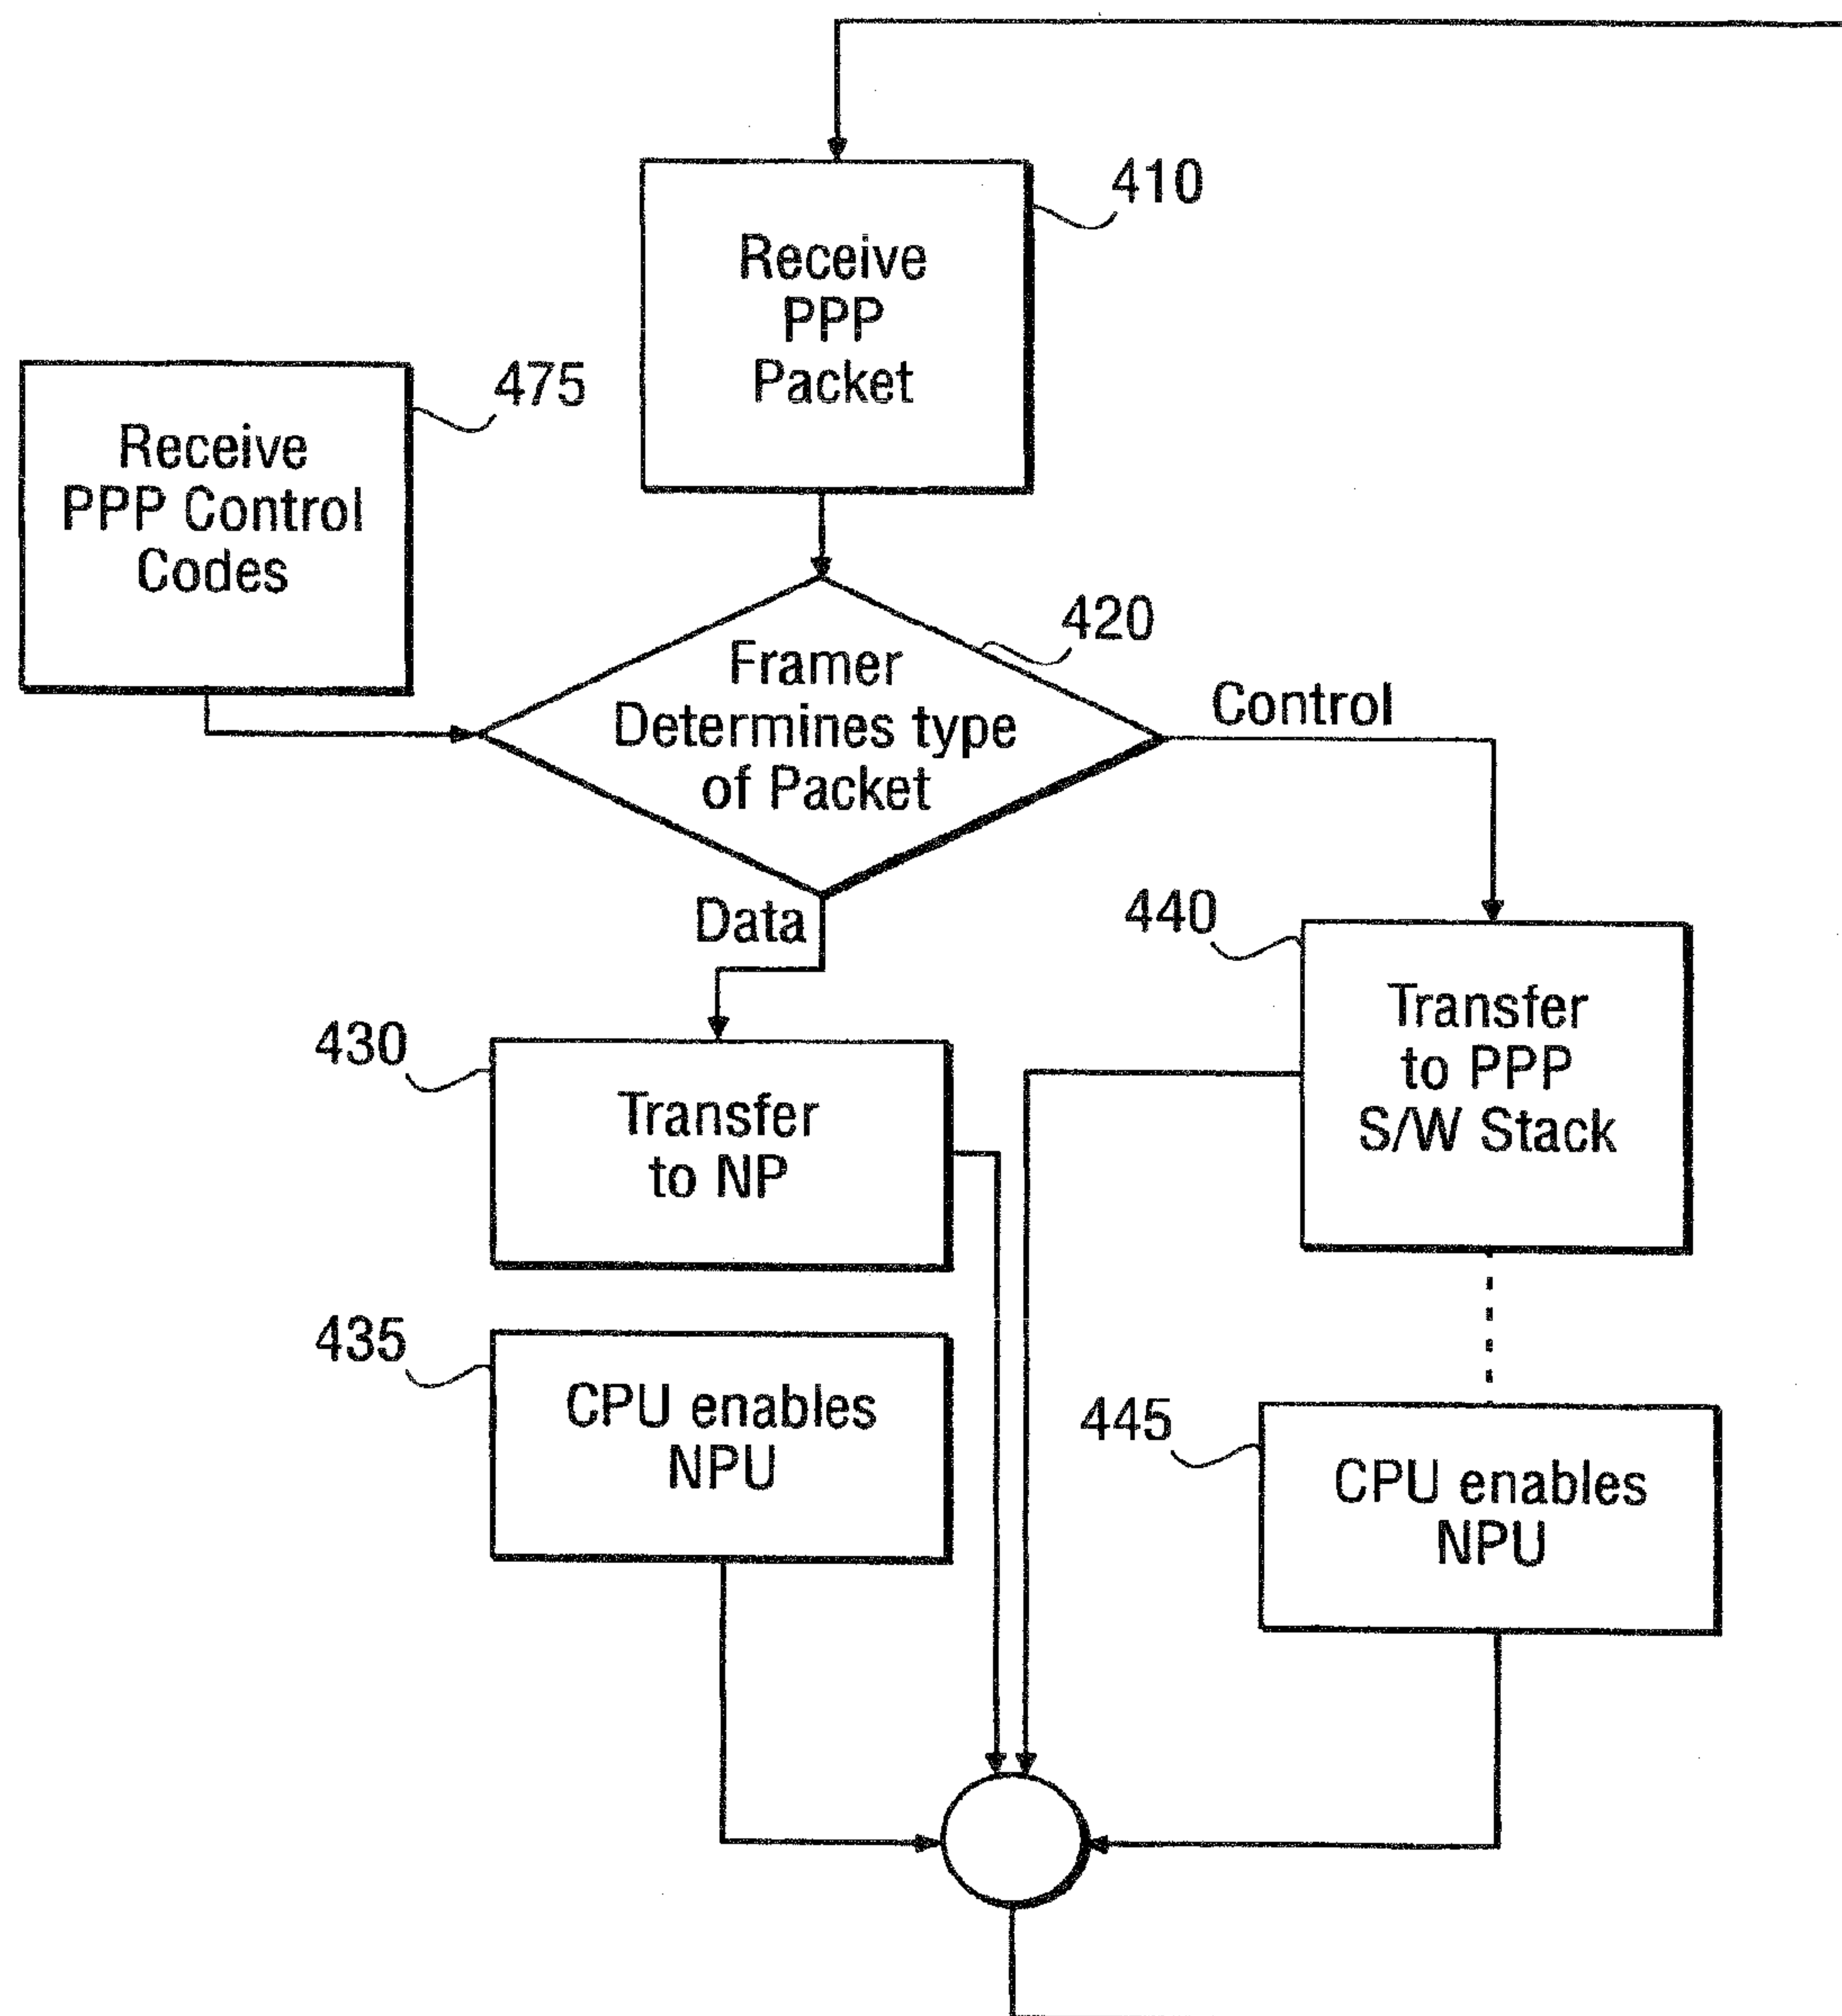 410
Receive
PPP
Packet
475
Receive
PPP Control
Codes
420
Framer
Determines type
of Packet
Control
Data
440
Transfer
to PPP
S/W Stack
430
Transfer
to NP
435
CPU enables
NPU
445
CPU enables
NPU